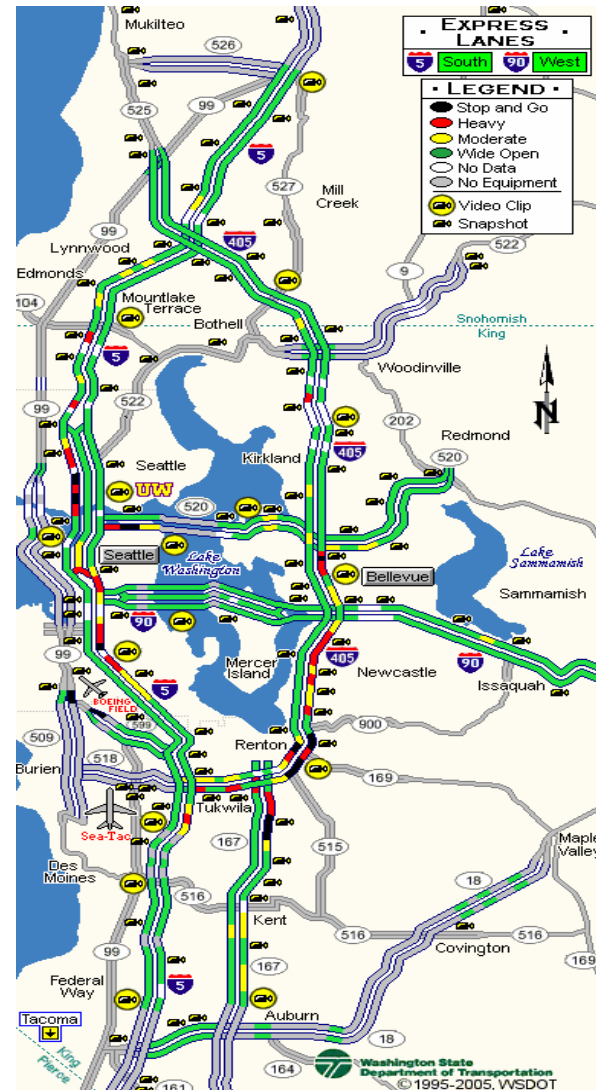 Mukilteo
526
EXPRESS
LANES
5 South 90 West
LEGEND
Stop and Go
Heavy
Moderate
Wide Open
No Data
No Equipment
Video Clip
Snapshot
99
525
5
527
Mill
Creek
99
Lynnwood
405
522
9
Edmonds
104
Mountlake
Terrace
Bothell
Snohomish
King
5
Woodinville
N
99
522
202
Redmond
Seattle
Kirkland
405
520
UW
520
Seattle
Lake
Washington
Bellevue
Lake
Sammamish
Sammamish
90
99
Mercer
Island
405
Newcastle
90
Issaquah
BOEING
FIELD
5
599
900
509
518
Renton
169
Burien
Tukwila
Sea-Tac
167
515
Maple
Valley
Des
Moines
516
18
Kent
516
516
Covington
169
99
167
Federal
Way
5
Tacoma
Auburn
18
King
Pierce
164
161
Washington State
Department of Transportation
©1995-2005, WSDOT